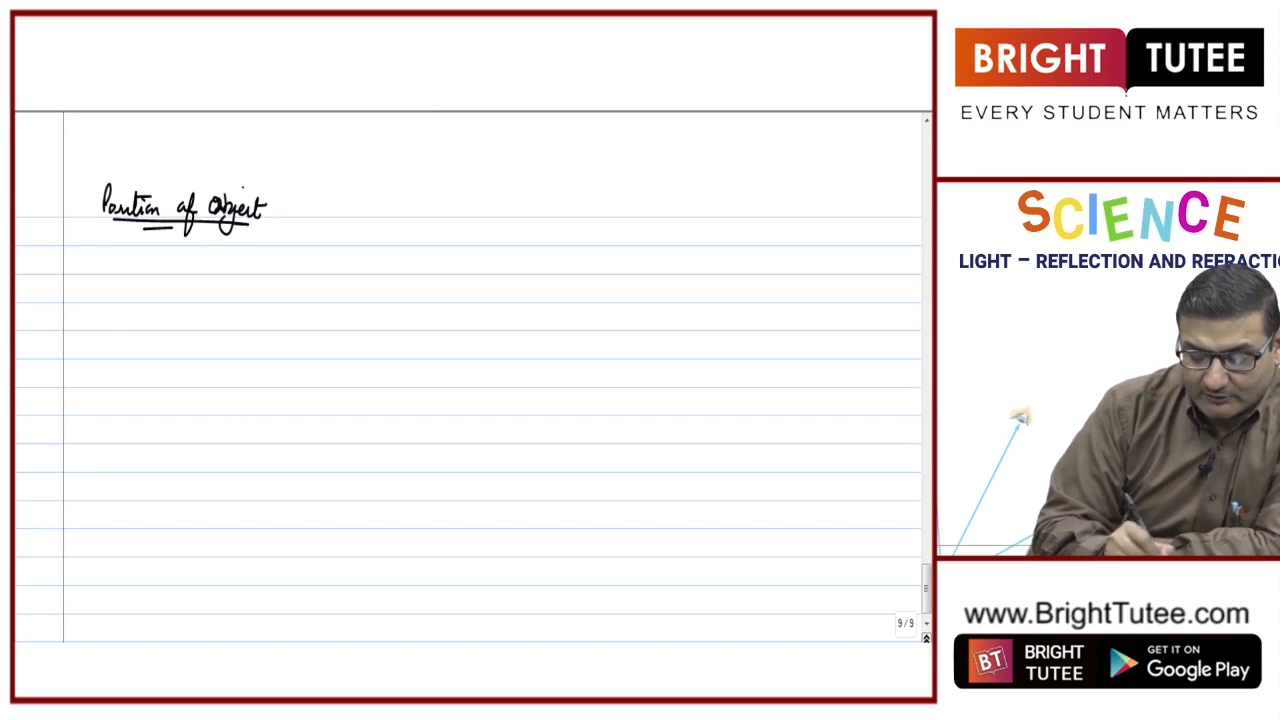 Position of Object
9/9
BRIGHT TUTEE
EVERY STUDENT MATTERS
SCIENCE
LIGHT – REFLECTION AND REFRACTI
www.BrightTutee.com
BT
BRIGHT TUTEE
GET IT ON
Google Play